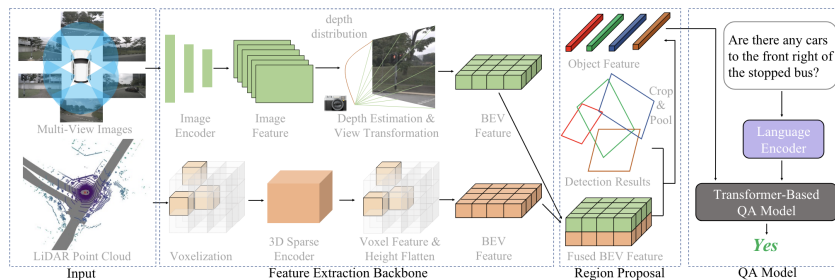 depth
distribution
Multi-View Images
Image
Encoder
Image
Feature
Depth Estimation &
View Transformation
BEV
Feature
LiDAR Point Cloud
Voxelization
3D Sparse
Encoder
Voxel Feature &
Height Flatten
BEV
Feature
Object Feature
Crop
&
Pool
Detection Results
Fused BEV Feature
Are there any cars
to the front right of
the stopped bus?
Language
Encoder
Transformer-Based
QA Model
Yes
Input
Feature Extraction Backbone
Region Proposal
QA Model